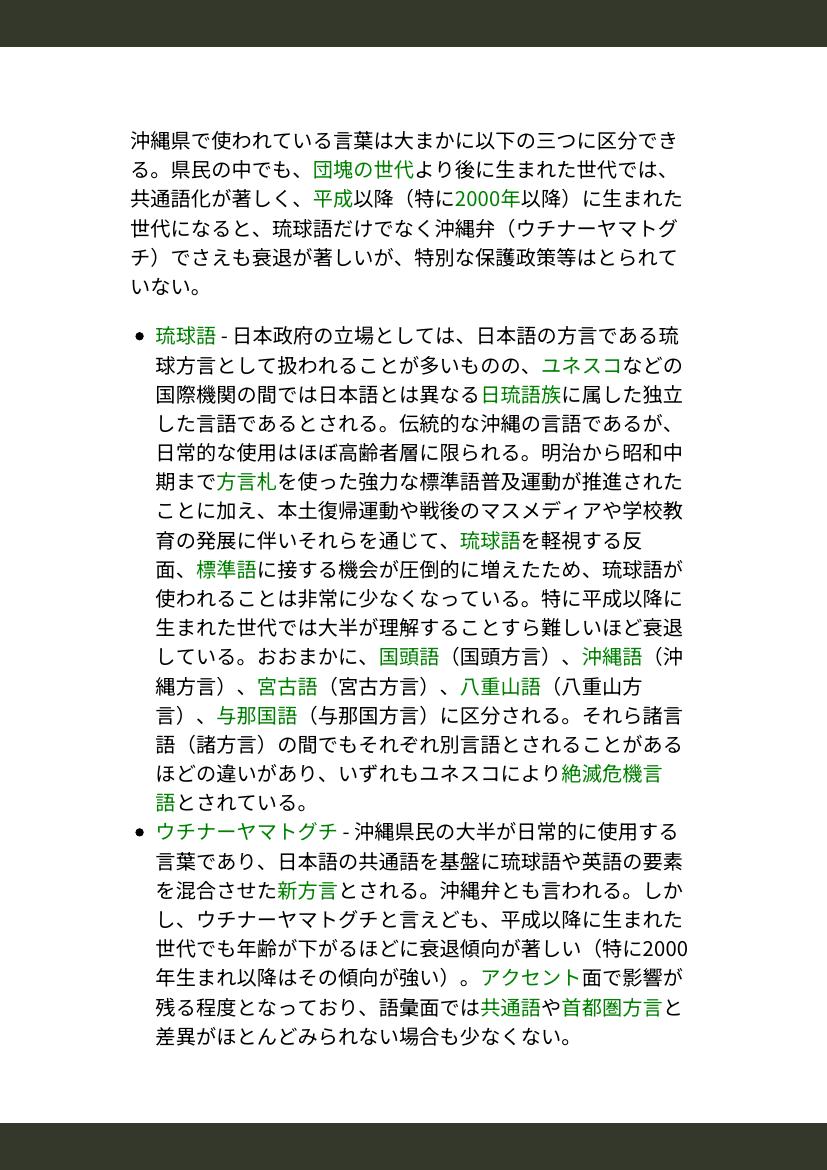 沖縄県で使われている言葉は大まかに以下の三つに区分でき
る。県民の中でも、団塊の世代より後に生まれた世代では、
共通語化が著しく、平成以降（特に2000年以降）に生まれた
世代になると、琉球語だけでなく沖縄弁（ウチナーヤマトグ
チ）でさえも衰退が著しいが、特別な保護政策等はとられて
いない。
• 琉球語 - 日本政府の立場としては、日本語の方言である琉
球方言として扱われることが多いものの、ユネスコなどの
国際機関の間では日本語とは異なる日琉語族に属した独立
した言語であるとされる。伝統的な沖縄の言語であるが、
日常的な使用はほぼ高齢者層に限られる。明治から昭和中
期まで方言札を使った強力な標準語普及運動が推進された
ことに加え、本土復帰運動や戦後のマスメディアや学校教
育の発展に伴いそれらを通じて、琉球語を軽視する反
面、標準語に接する機会が圧倒的に増えたため、琉球語が
使われることは非常に少なくなっている。特に平成以降に
生まれた世代では大半が理解することすら難しいほど衰退
している。おおまかに、国頭語（国頭方言）、沖縄語（沖
縄方言）、宮古語（宮古方言）、八重山語（八重山方
言）、与那国語（与那国方言）に区分される。それら諸言
語（諸方言）の間でもそれぞれ別言語とされることがある
ほどの違いがあり、いずれもユネスコにより絶滅危機言
語とされている。
• ウチナーヤマトグチ - 沖縄県民の大半が日常的に使用する
言葉であり、日本語の共通語を基盤に琉球語や英語の要素
を混合させた新方言とされる。沖縄弁とも言われる。しか
し、ウチナーヤマトグチと言えども、平成以降に生まれた
世代でも年齢が下がるほどに衰退傾向が著しい（特に2000
年生まれ以降はその傾向が強い）。アクセント面で影響が
残る程度となっており、語彙面では共通語や首都圏方言と
差異がほとんどみられない場合も少なくない。